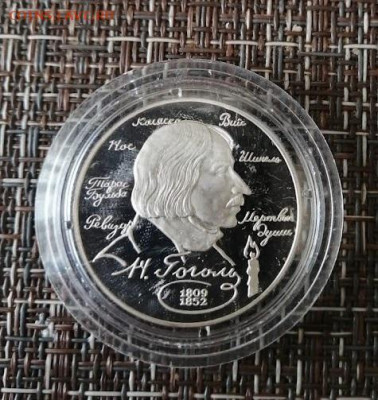 Коляска
Вий
Нос
Шинель
Тарас
Бульба
Мертвые
души
Ревизор
Н. Гоголь
1809
1852